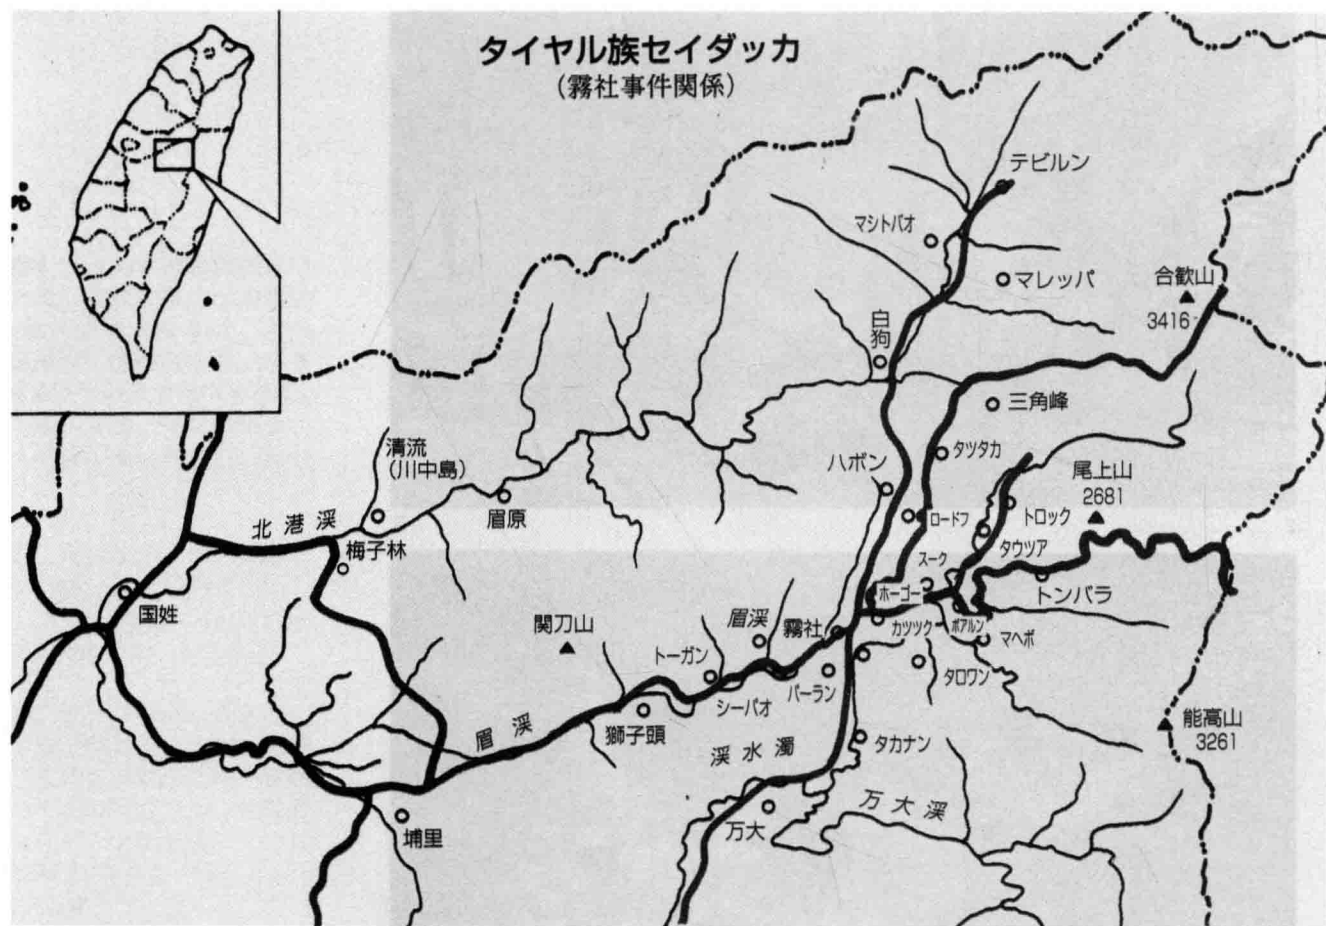 タイヤル族セイダッカ
(霧社事件関係)
テビルン
マシトバオ
マレッパ
合歓山
3416
白狗
三角峰
清流
(川中島)
ハボン
タツタカ
尾上山
2681
眉原
北港渓
ロードフ
トロック
梅子林
スーク
タウツア
国姓
ホーゴー
トンバラ
関刀山
眉渓
霧社
カツツク
ボアルン
マヘボ
トーガン
シーバオ
パーラン
タロワン
眉渓
獅子頭
渓水濁
タカナン
能高山
3261
埔里
万大
万大渓